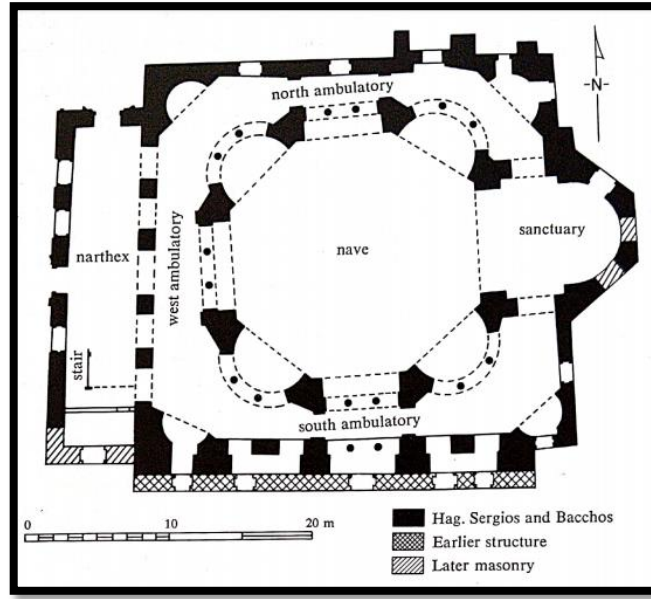 north ambulatory
-N-
narthex
west ambulatory
nave
sanctuary
stair
south ambulatory
0 10 20 m
Hag. Sergios and Bacchos
Earlier structure
Later masonry